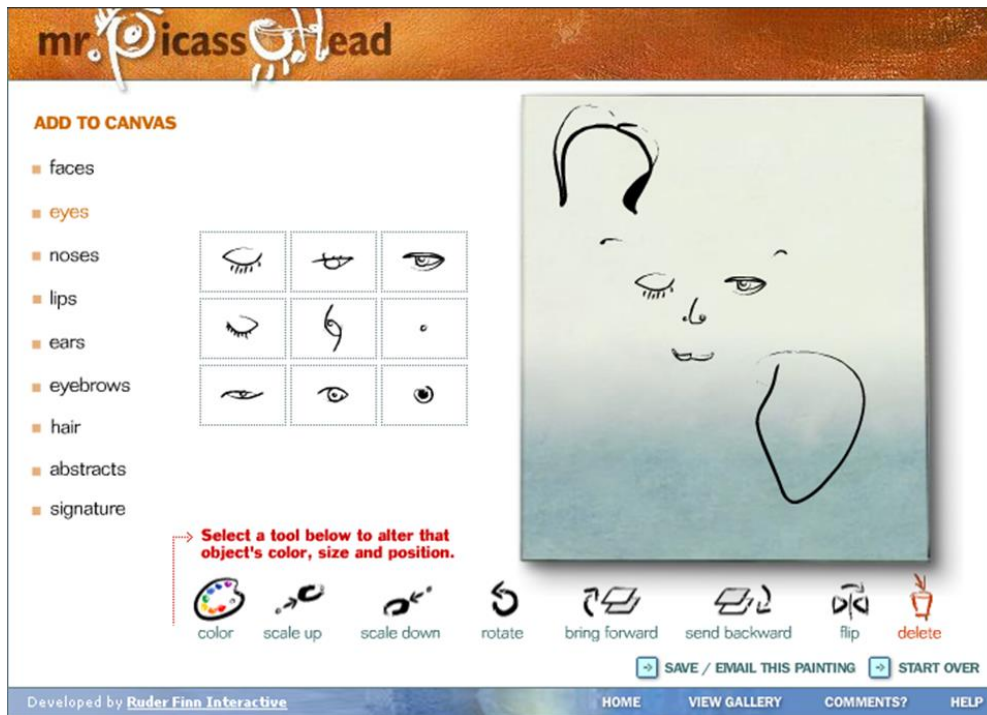 mr. Picasso Head
ADD TO CANVAS
faces
eyes
noses
lips
ears
eyebrows
hair
abstracts
signature
Select a tool below to alter that
object's color, size and position.
color
scale up
scale down
rotate
bring forward
send backward
flip
delete
SAVE / EMAIL THIS PAINTING
START OVER
Developed by Ruder Finn Interactive
HOME
VIEW GALLERY
COMMENTS?
HELP